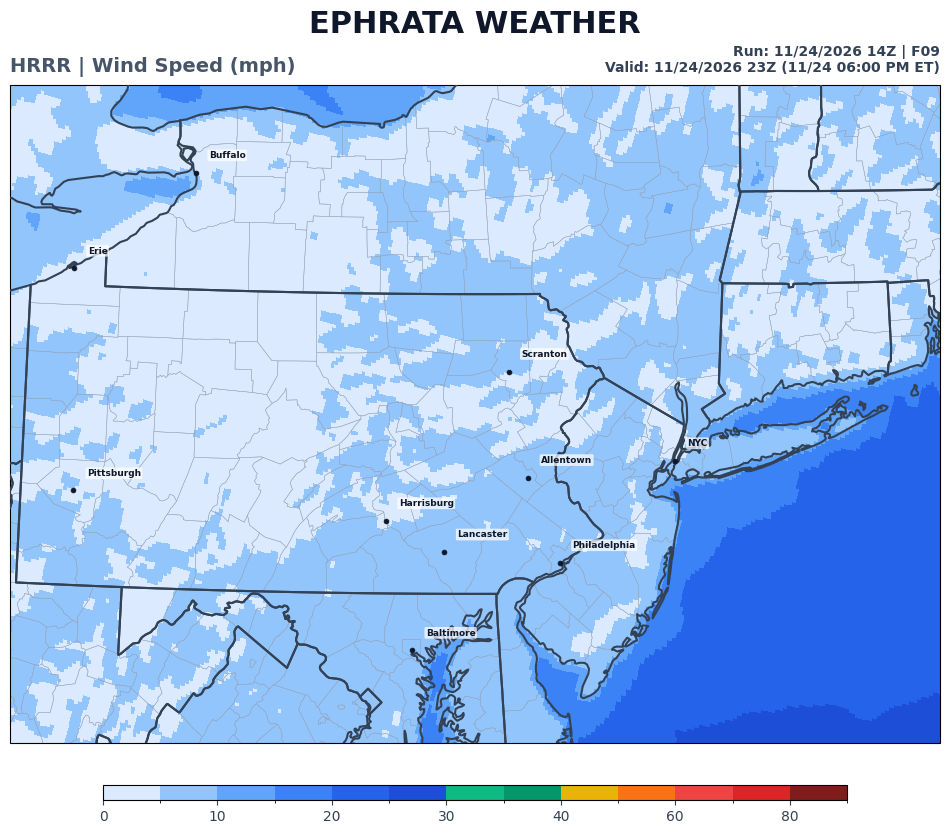 EPHRATA WEATHER
HRRR | Wind Speed (mph)
Run: 11/24/2026 14Z | F09
Valid: 11/24/2026 23Z (11/24 06:00 PM ET)
Buffalo
Erie
Scranton
NYC
Allentown
Pittsburgh
Harrisburg
Lancaster
Philadelphia
Baltimore
0 10 20 30 40 50 60 70 80